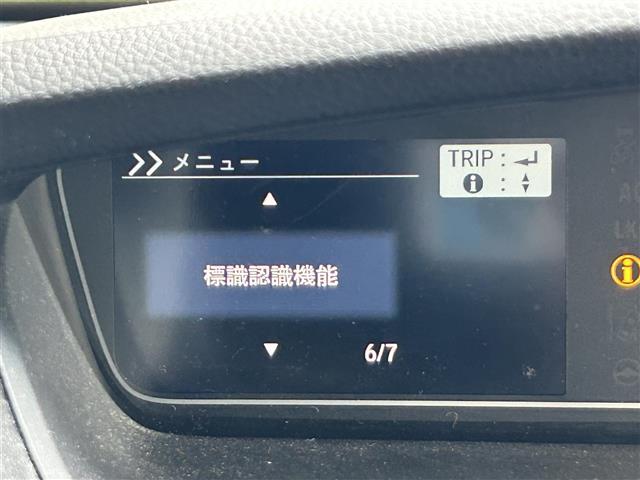 >> メニュー
TRIP : ↵
i : ▲▼
▲
標識認識機能
▼ 6/7
i